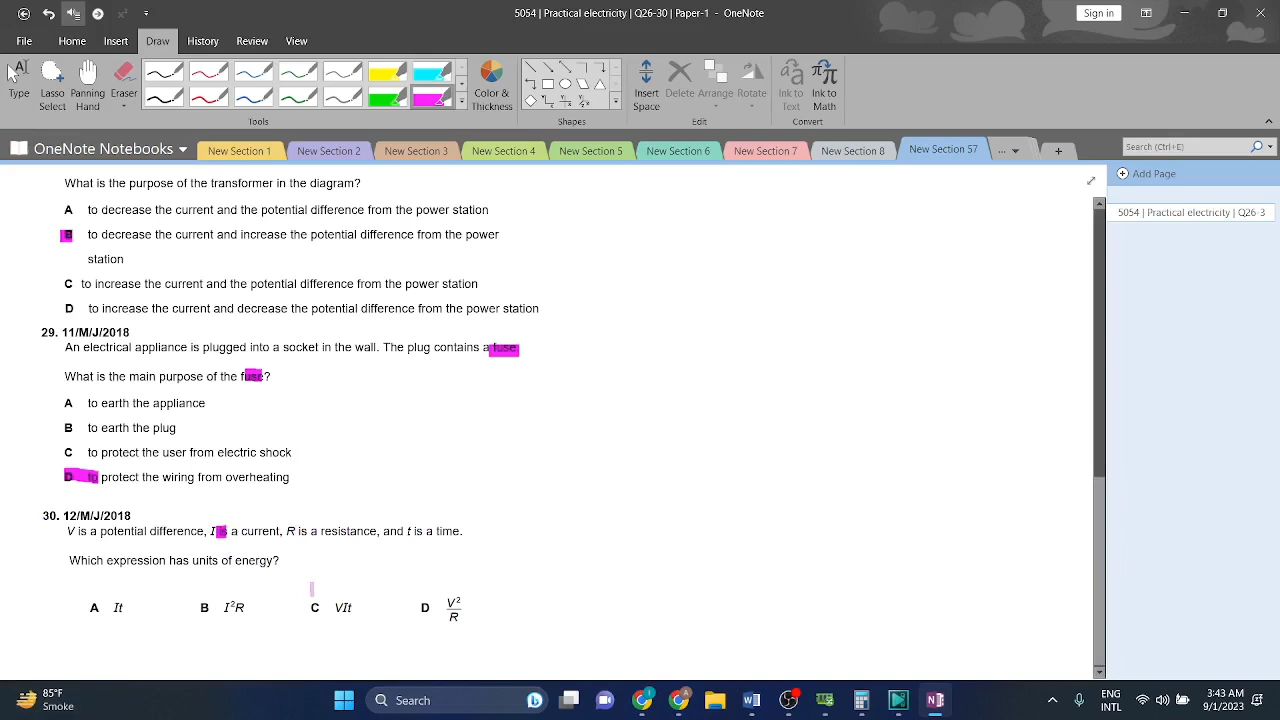 5054 | Practical electricity | Q26-30 | Paper-1 - OneNote
Sign in
File Home Insert Draw History Review View
Type
Lasso Select
Panning Hand
Eraser
Color & Thickness
Insert Space
Delete
Arrange
Rotate
Ink to Text
Ink to Math
Tools
Shapes
Edit
Convert
OneNote Notebooks
New Section 1 New Section 2 New Section 3 New Section 4 New Section 5 New Section 6 New Section 7 New Section 8 New Section 57 ...
Search (Ctrl+E)
Add Page
5054 | Practical electricity | Q26-3
What is the purpose of the transformer in the diagram?
A to decrease the current and the potential difference from the power station
B to decrease the current and increase the potential difference from the power
station
C to increase the current and the potential difference from the power station
D to increase the current and decrease the potential difference from the power station
29. 11/M/J/2018
An electrical appliance is plugged into a socket in the wall. The plug contains a fuse
What is the main purpose of the fuse?
A to earth the appliance
B to earth the plug
C to protect the user from electric shock
D to protect the wiring from overheating
30. 12/M/J/2018
V is a potential difference, I is a current, R is a resistance, and t is a time.
Which expression has units of energy?
A It B I²R C VIt D V²/R
85°F
Smoke
Search
ENG
INTL
3:43 AM
9/1/2023